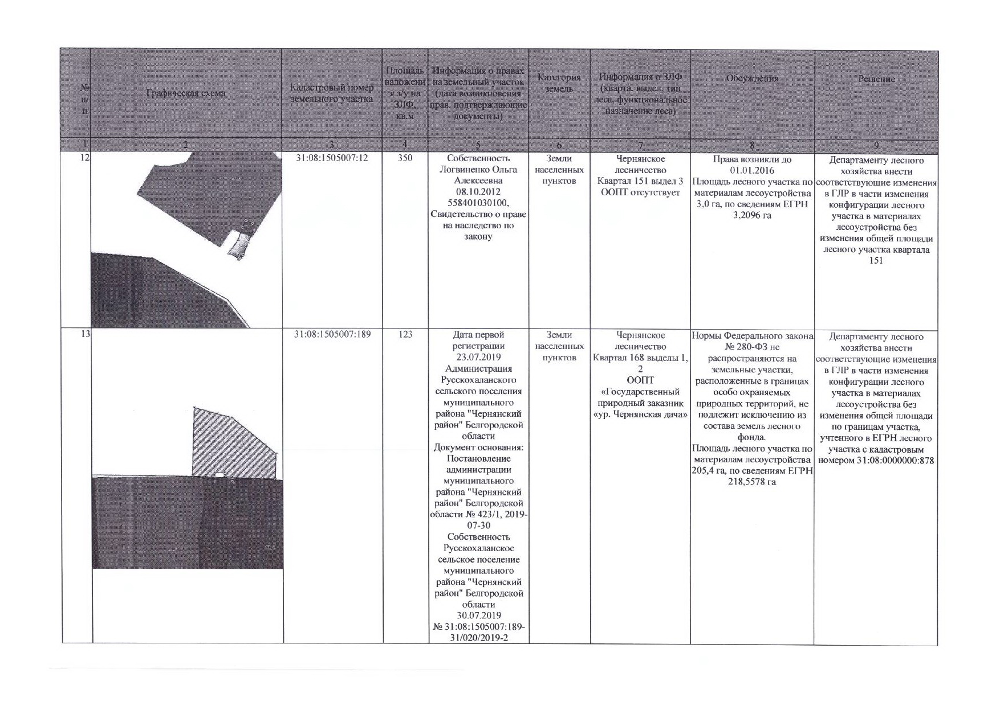 №
п/
п
Графическая схема
Кадастровый номер
земельного участка
Площадь
наложени
я з/у на
ЗЛФ,
кв.м
Информация о правах
на земельный участок
(дата возникновения
прав, подтверждающие
документы)
Категория
земель
Информация о ЗЛФ
(кварта, выдел, тип
леса, функциональное
назначение леса)
Обсуждения
Решение
1
2
3
4
5
6
7
8
9
12
31:08:1505007:12
350
Собственность
Логвиненко Ольга
Алексеевна
08.10.2012
558401030100,
Свидетельство о праве
на наследство по
закону
Земли
населенных
пунктов
Чернянское
лесничество
Квартал 151 выдел 3
ООПТ отсутствует
Права возникли до
01.01.2016
Площадь лесного участка по
материалам лесоустройства
3,0 га, по сведениям ЕГРН
3,2096 га
Департаменту лесного
хозяйства внести
соответствующие изменения
в ГЛР в части изменения
конфигурации лесного
участка в материалах
лесоустройства без
изменения общей площади
лесного участка квартала
151
13
31:08:1505007:189
123
Дата первой
регистрации
23.07.2019
Администрация
Русскохаланского
сельского поселения
муниципального
района "Чернянский
район" Белгородской
области
Документ основания:
Постановление
администрации
муниципального
района "Чернянский
район" Белгородской
области № 423/1, 2019-
07-30
Собственность
Русскохаланское
сельское поселение
муниципального
района "Чернянский
район" Белгородской
области
30.07.2019
№ 31:08:1505007:189-
31/020/2019-2
Земли
населенных
пунктов
Чернянское
лесничество
Квартал 168 выделы 1,
2
ООПТ
«Государственный
природный заказник
«ур. Чернянская дача»
Нормы Федерального закона
№ 280-ФЗ не
распространяются на
земельные участки,
расположенные в границах
особо охраняемых
природных территорий, не
подлежит исключению из
состава земель лесного
фонда.
Площадь лесного участка по
материалам лесоустройства
205,4 га, по сведениям ЕГРН
218,5578 га
Департаменту лесного
хозяйства внести
соответствующие изменения
в ГЛР в части изменения
конфигурации лесного
участка в материалах
лесоустройства без
изменения общей площади
по границам участка,
учтенного в ЕГРН лесного
участка с кадастровым
номером 31:08:0000000:878